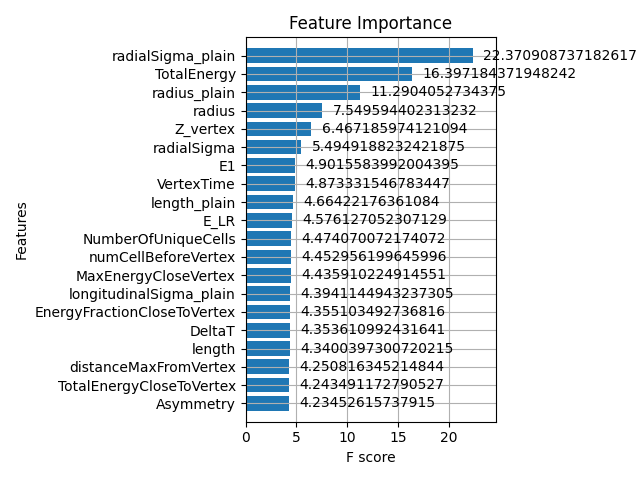 Feature Importance
radialSigma_plain 22.370908737182617
TotalEnergy 16.397184371948242
radius_plain 11.2904052734375
radius 7.549594402313232
Z_vertex 6.467185974121094
radialSigma 5.4949188232421875
E1 4.9015583992004395
VertexTime 4.873331546783447
length_plain 4.66422176361084
E_LR 4.576127052307129
NumberOfUniqueCells 4.474070072174072
numCellBeforeVertex 4.452956199645996
MaxEnergyCloseVertex 4.435910224914551
longitudinalSigma_plain 4.3941144943237305
EnergyFractionCloseToVertex 4.355103492736816
DeltaT 4.353610992431641
length 4.3400397300720215
distanceMaxFromVertex 4.250816345214844
TotalEnergyCloseToVertex 4.243491172790527
Asymmetry 4.23452615737915
Features
0 5 10 15 20
F score